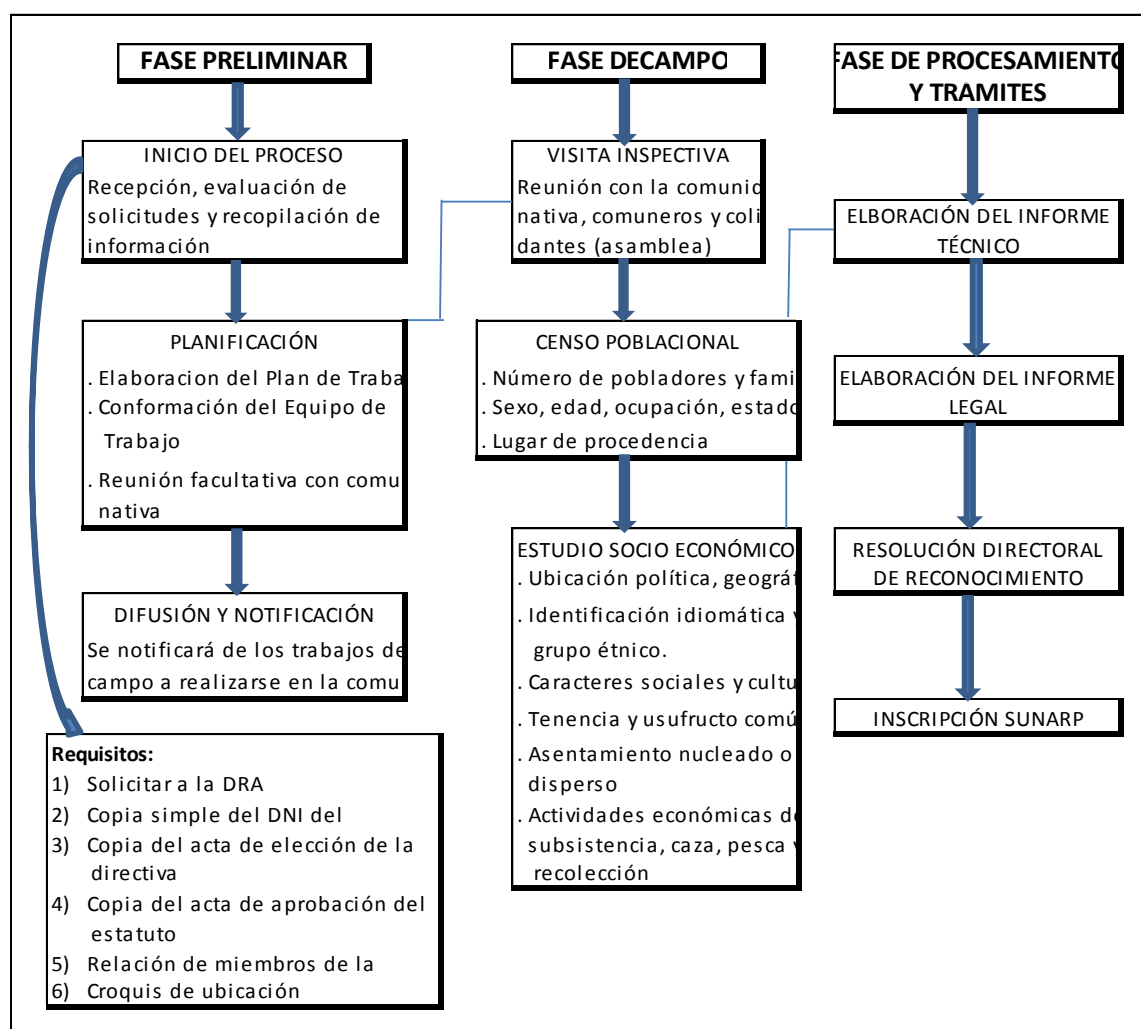 FASE PRELIMINAR
INICIO DEL PROCESO
Recepción, evaluación de
solicitudes y recopilación de
información
PLANIFICACIÓN
. Elaboracion del Plan de Traba
. Conformación del Equipo de
Trabajo
. Reunión facultativa con comu
nativa
DIFUSIÓN Y NOTIFICACIÓN
Se notificará de los trabajos de
campo a realizarse en la comu
Requisitos:
1) Solicitar a la DRA
2) Copia simple del DNI del
3) Copia del acta de elección de la
directiva
4) Copia del acta de aprobación del
estatuto
5) Relación de miembros de la
6) Croquis de ubicación
FASE DECAMPO
VISITA INSPECTIVA
Reunión con la comunid
nativa, comuneros y coli
dantes (asamblea)
CENSO POBLACIONAL
. Número de pobladores y fami
. Sexo, edad, ocupación, estado
. Lugar de procedencia
ESTUDIO SOCIO ECONÓMICO
. Ubicación política, geográf
. Identificación idiomática y
grupo étnico.
. Caracteres sociales y cultu
. Tenencia y usufructo comú
. Asentamiento nucleado o
disperso
. Actividades económicas de
subsistencia, caza, pesca y
recolección
FASE DE PROCESAMIENTO
Y TRAMITES
ELBORACIÓN DEL INFORME
TÉCNICO
ELABORACIÓN DEL INFORME
LEGAL
RESOLUCIÓN DIRECTORAL
DE RECONOCIMIENTO
INSCRIPCIÓN SUNARP